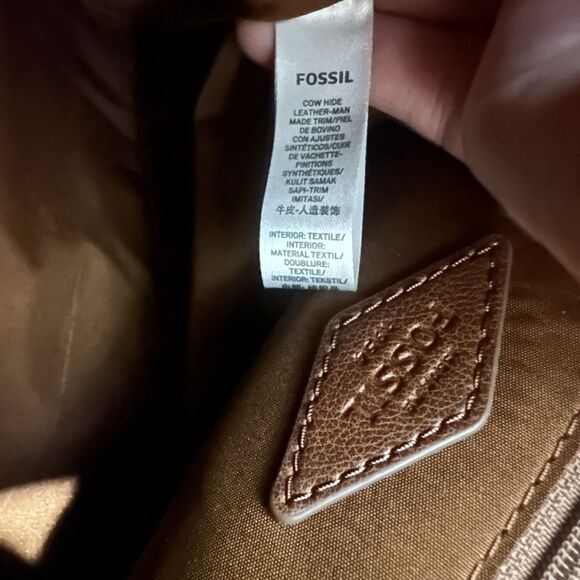 FOSSIL
COW HIDE
LEATHER-MAN
MADE TRIM/PIEL
DE BOVINO
CON AJUSTES
SINTÉTICOS/CUIR
DE VACHETTE-
FINITIONS
SYNTHÉTIQUES/
KULIT SAMAK
SAPI-TRIM
IMITASI/
牛皮-人造装饰
INTERIOR: TEXTILE/
INTERIOR:
MATERIAL TEXTIL/
DOUBLURE:
TEXTILE/
INTERIOR: TEKSTIL/
FOSSIL